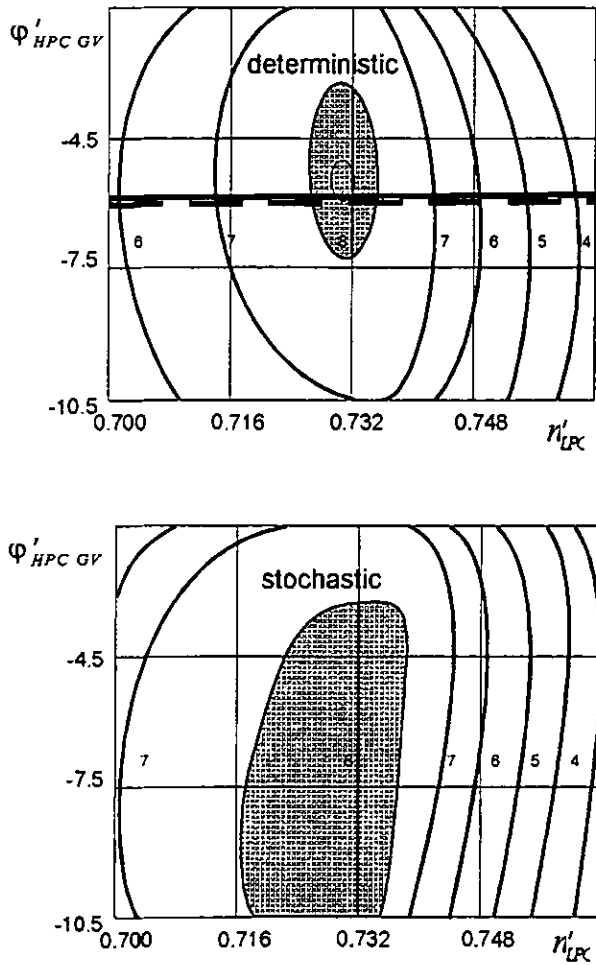 φ'HPC GV
deterministic
-4.5
6 7 8 7 6 5 4
-7.5
-10.5
0.700 0.716 0.732 0.748 n'LPC
φ'HPC GV
stochastic
-4.5
7 8 7 6 5 4
-7.5
-10.5
0.700 0.716 0.732 0.748 n'LPC